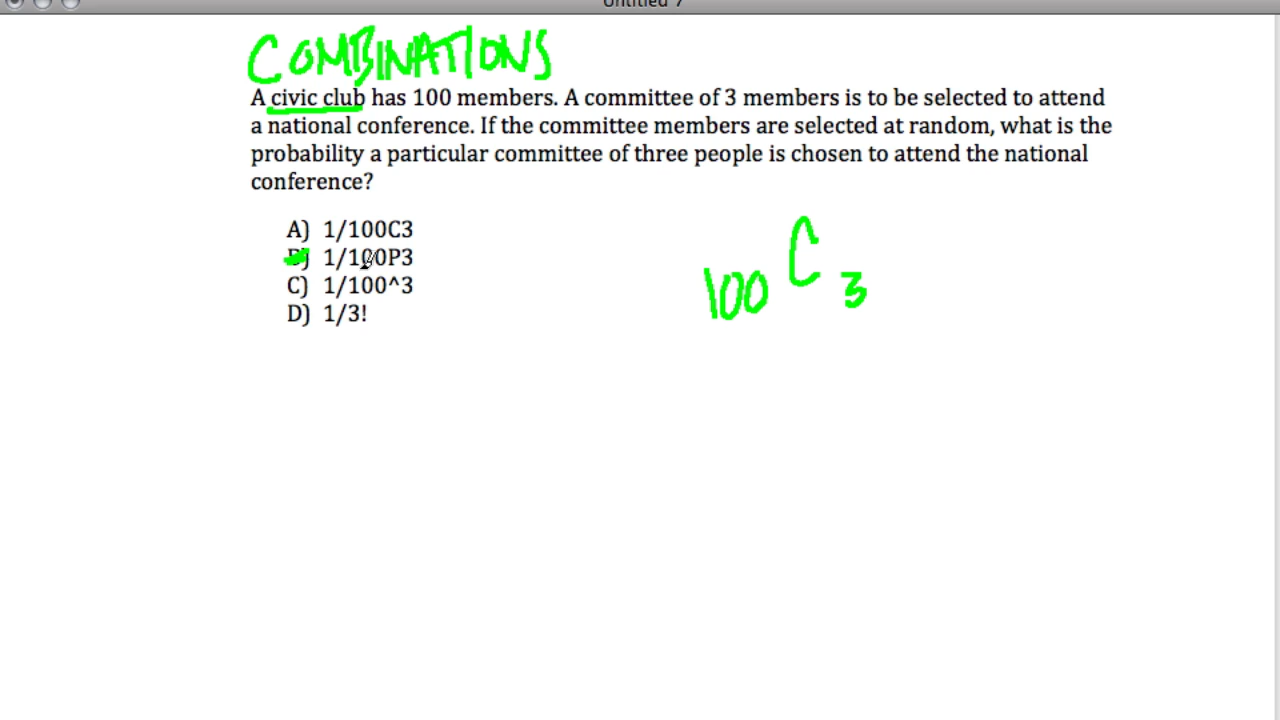 Untitled 7
COMBINATIONS
A civic club has 100 members. A committee of 3 members is to be selected to attend
a national conference. If the committee members are selected at random, what is the
probability a particular committee of three people is chosen to attend the national
conference?
A) 1/100C3
B) 1/100P3
C) 1/100^3
D) 1/3!
100 C 3